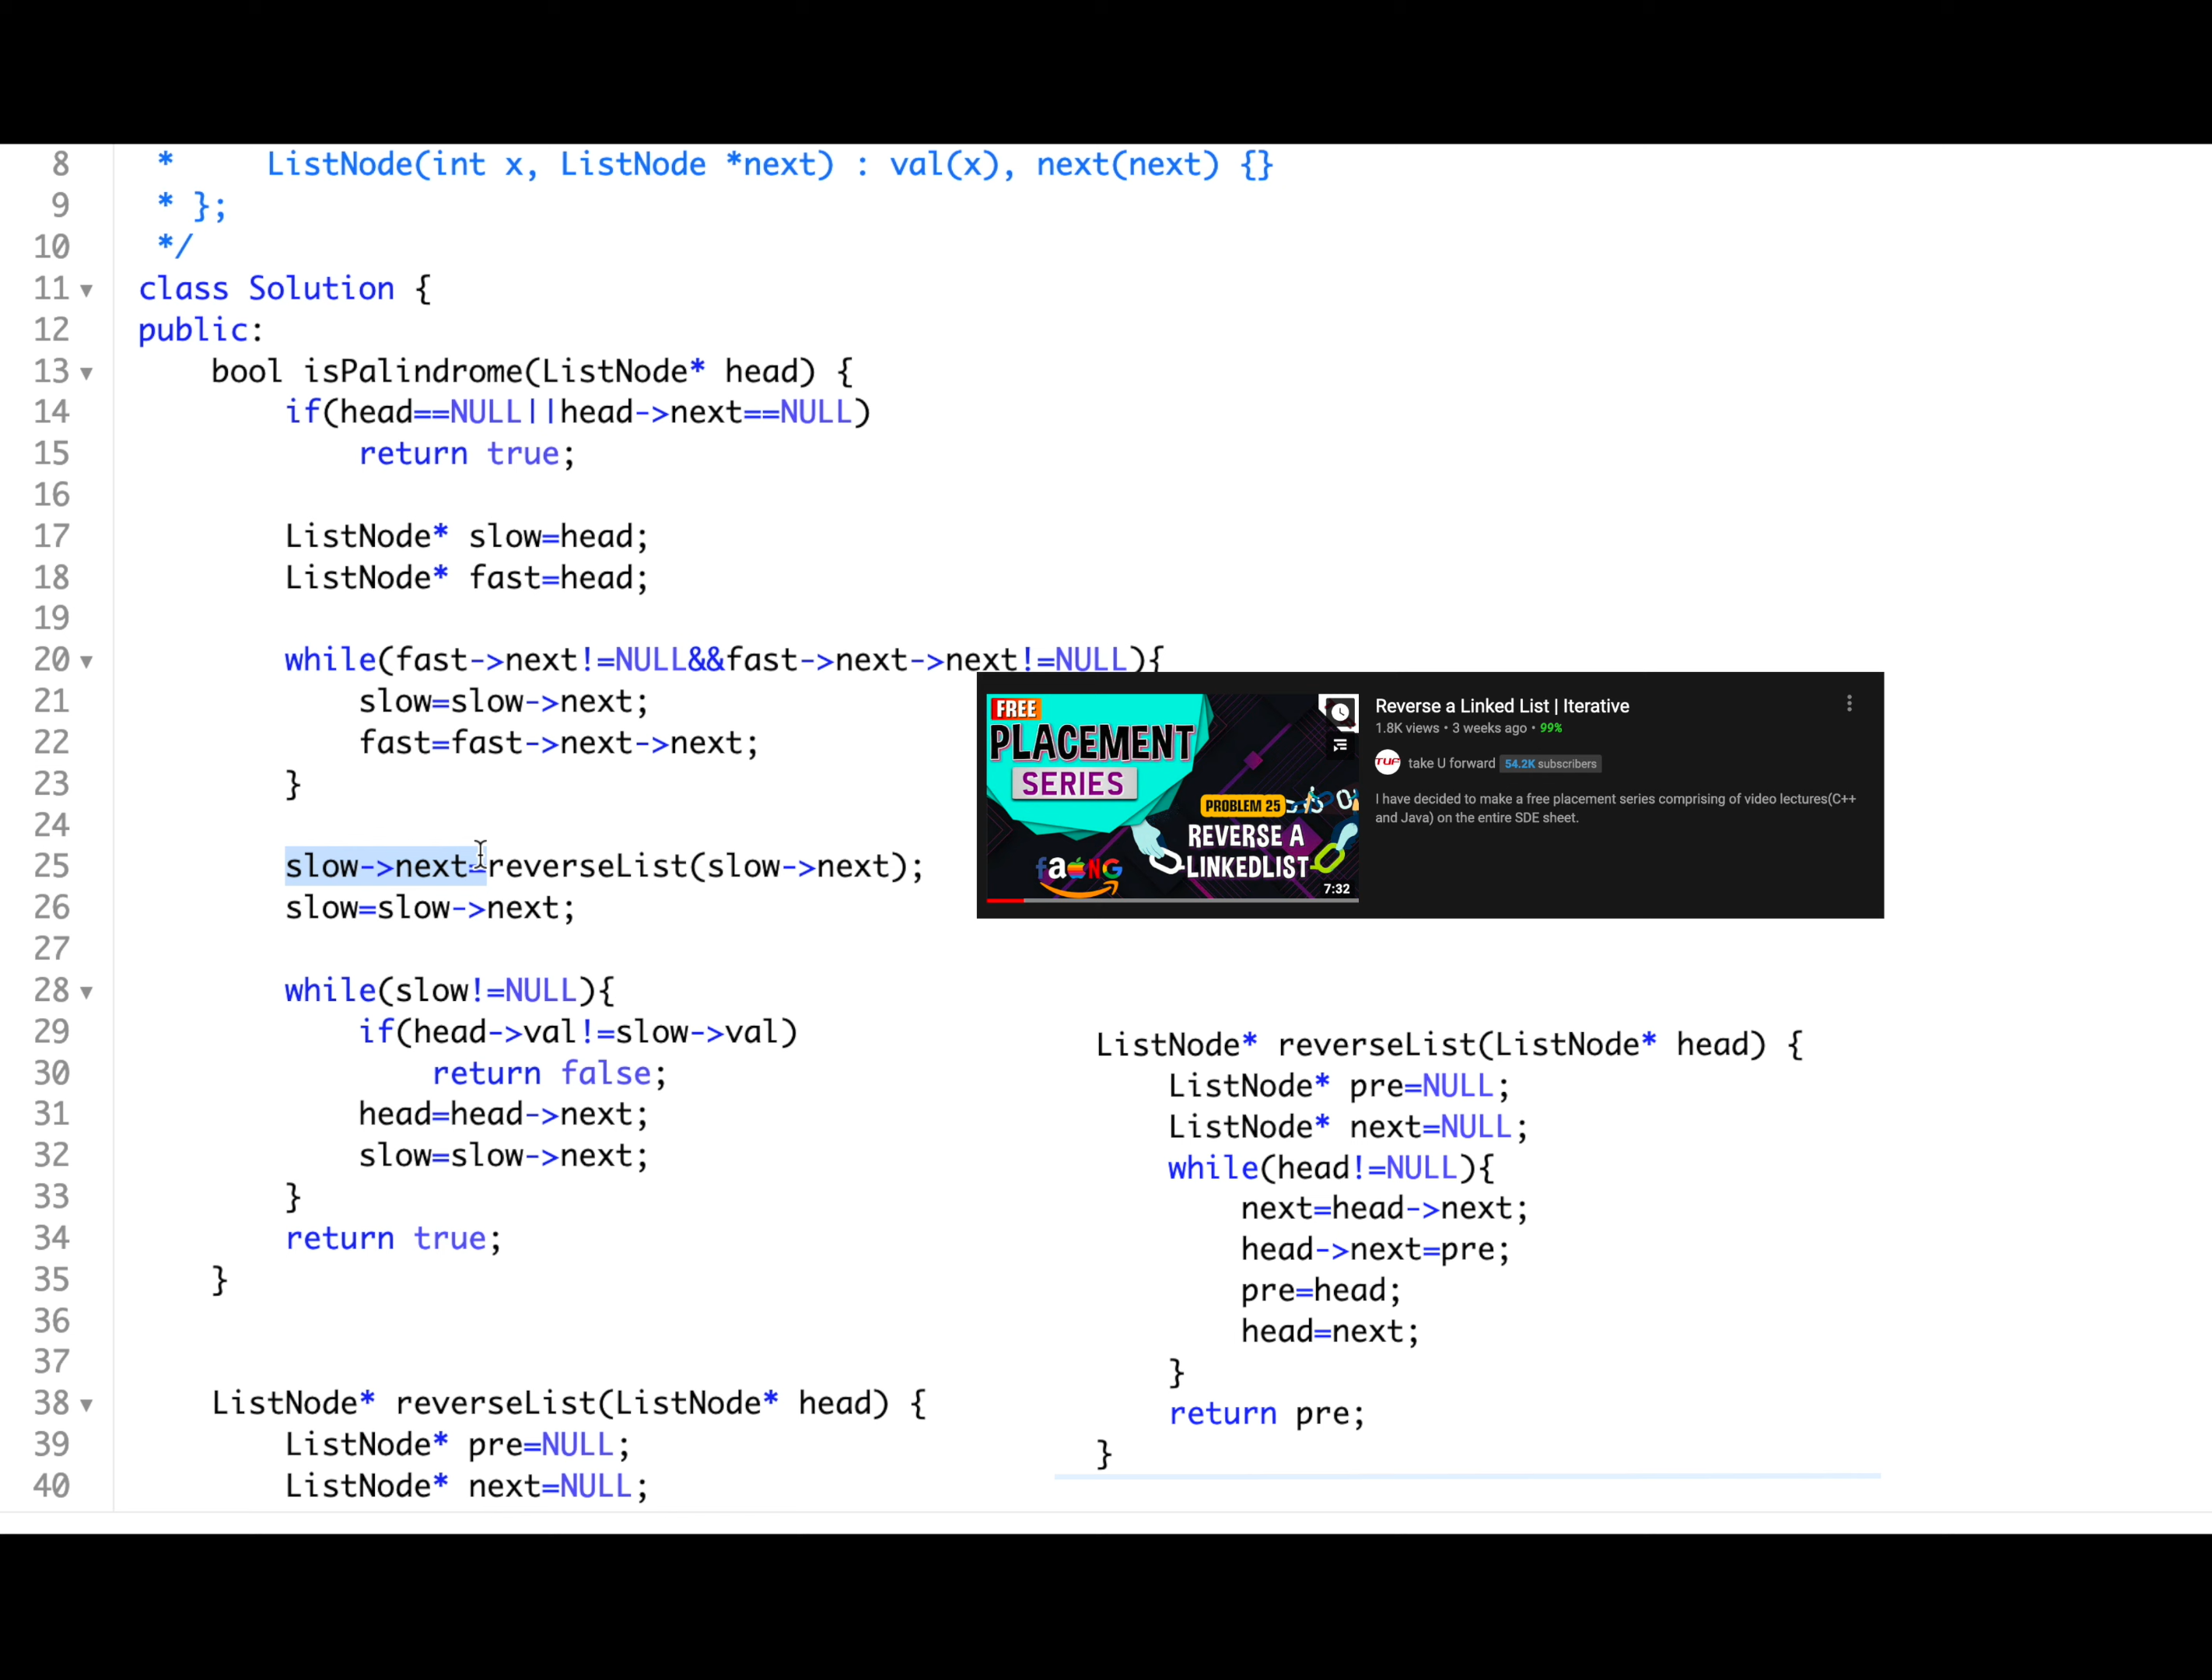 8 *     ListNode(int x, ListNode *next) : val(x), next(next) {}
9 * };
10 */
11 class Solution {
12 public:
13     bool isPalindrome(ListNode* head) {
14         if(head==NULL||head->next==NULL)
15             return true;
16
17         ListNode* slow=head;
18         ListNode* fast=head;
19
20         while(fast->next!=NULL&&fast->next->next!=NULL){
21             slow=slow->next;
22             fast=fast->next->next;
23         }
24
25         slow->next=reverseList(slow->next);
26         slow=slow->next;
27
28         while(slow!=NULL){
29             if(head->val!=slow->val)
30                 return false;
31             head=head->next;
32             slow=slow->next;
33         }
34         return true;
35     }
36
37
38     ListNode* reverseList(ListNode* head) {
39         ListNode* pre=NULL;
40         ListNode* next=NULL;
FREE
PLACEMENT
SERIES
PROBLEM 25
REVERSE A
LINKEDLIST
faNG
7:32
Reverse a Linked List | Iterative
1.8K views • 3 weeks ago • 99%
TUF take U forward 54.2K subscribers
I have decided to make a free placement series comprising of video lectures(C++
and Java) on the entire SDE sheet.
ListNode* reverseList(ListNode* head) {
    ListNode* pre=NULL;
    ListNode* next=NULL;
    while(head!=NULL){
        next=head->next;
        head->next=pre;
        pre=head;
        head=next;
    }
    return pre;
}